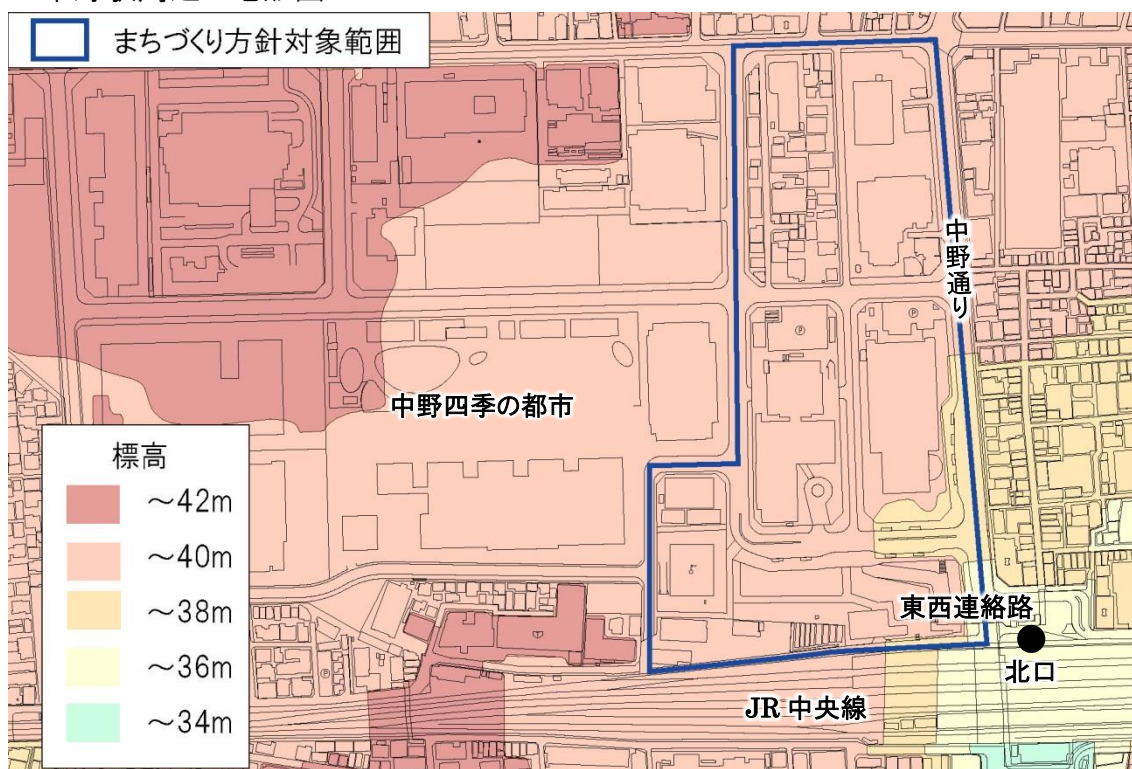 まちづくり方針対象範囲
中野通り
中野四季の都市
標高
～42m
～40m
～38m
～36m
～34m
東西連絡路
北口
JR中央線
P
P
P
P